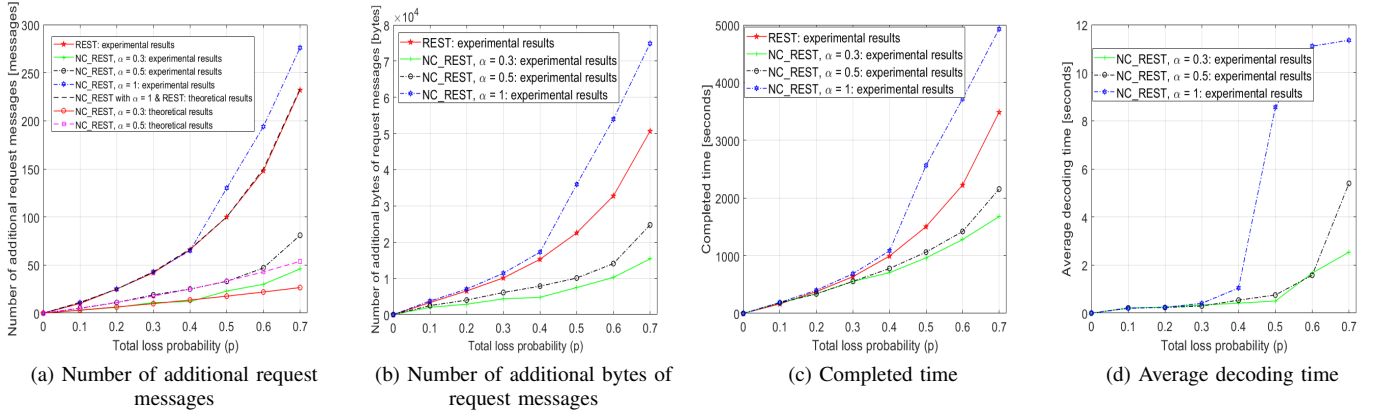 Number of additional request messages [messages]
300
250
200
150
100
50
0
0 0.1 0.2 0.3 0.4 0.5 0.6 0.7
Total loss probability (p)
REST: experimental results
NC_REST, α = 0.3: experimental results
NC_REST, α = 0.5: experimental results
NC_REST, α = 1: experimental results
NC_REST with α = 1 & REST: theoretical results
NC_REST, α = 0.3: theoretical results
NC_REST, α = 0.5: theoretical results
(a) Number of additional request
messages
Number of additional bytes of request messages [bytes]
× 10^4
8
7
6
5
4
3
2
1
0
0 0.1 0.2 0.3 0.4 0.5 0.6 0.7
Total loss probability (p)
REST: experimental results
NC_REST, α = 0.3: experimental results
NC_REST, α = 0.5: experimental results
NC_REST, α = 1: experimental results
(b) Number of additional bytes of
request messages
Completed time [seconds]
5000
4000
3000
2000
1000
0
0 0.1 0.2 0.3 0.4 0.5 0.6 0.7
Total loss probability (p)
REST: experimental results
NC_REST, α = 0.3: experimental results
NC_REST, α = 0.5: experimental results
NC_REST, α = 1: experimental results
(c) Completed time
Average decoding time [seconds]
12
10
8
6
4
2
0
0 0.1 0.2 0.3 0.4 0.5 0.6 0.7
Total loss probability (p)
NC_REST, α = 0.3: experimental results
NC_REST, α = 0.5: experimental results
NC_REST, α = 1: experimental results
(d) Average decoding time